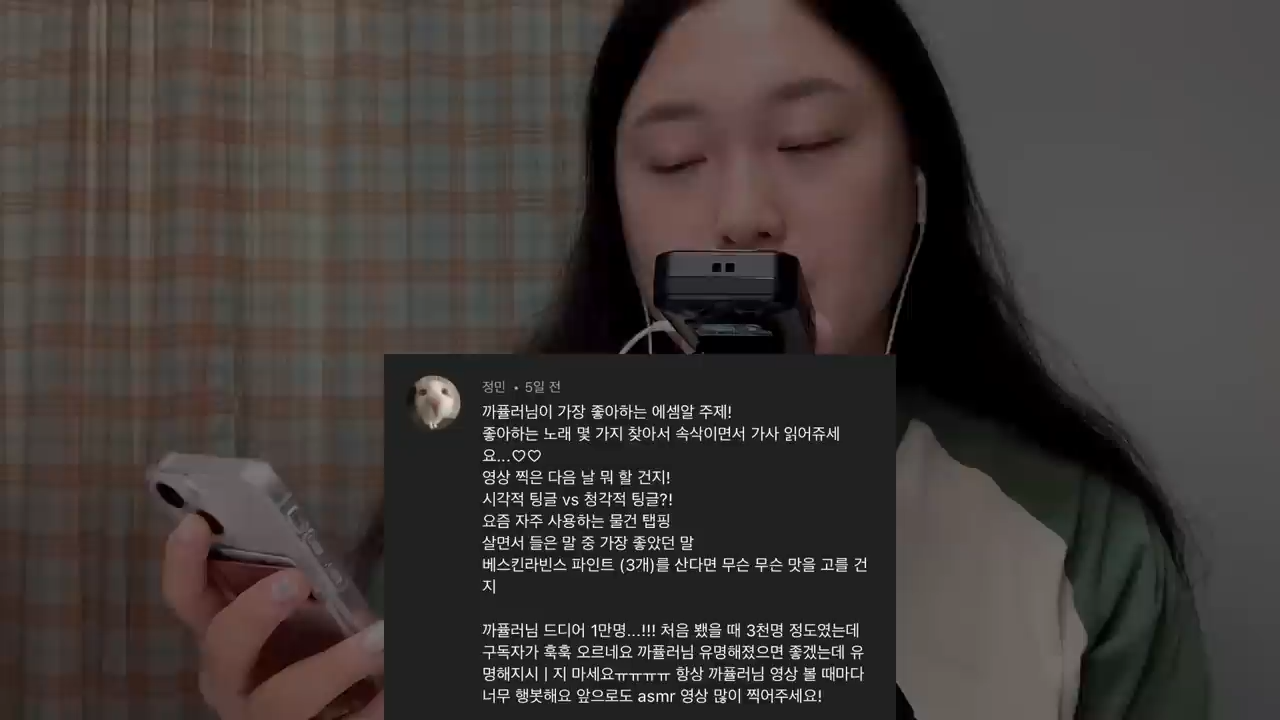 정민 • 5일 전
까퓰러님이 가장 좋아하는 에셈알 주제!
좋아하는 노래 몇 가지 찾아서 속삭이면서 가사 읽어쥬세
요...♡♡
영상 찍은 다음 날 뭐 할 건지!
시각적 팅글 vs 청각적 팅글?!
요즘 자주 사용하는 물건 탭핑
살면서 들은 말 중 가장 좋았던 말
베스킨라빈스 파인트 (3개)를 산다면 무슨 무슨 맛을 고를 건
지
까퓰러님 드디어 1만명...!!! 처음 봤을 때 3천명 정도였는데
구독자가 훅훅 오르네요 까퓰러님 유명해졌으면 좋겠는데 유
명해지시ㅣ지 마세요ㅠㅠㅠㅠ 항상 까퓰러님 영상 볼 때마다
너무 행봇해요 앞으로도 asmr 영상 많이 찍어주세요!